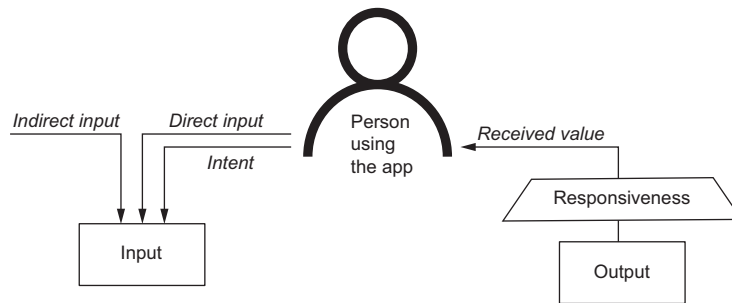 Indirect input
Direct input
Intent
Person
using
the app
Received value
Responsiveness
Input
Output